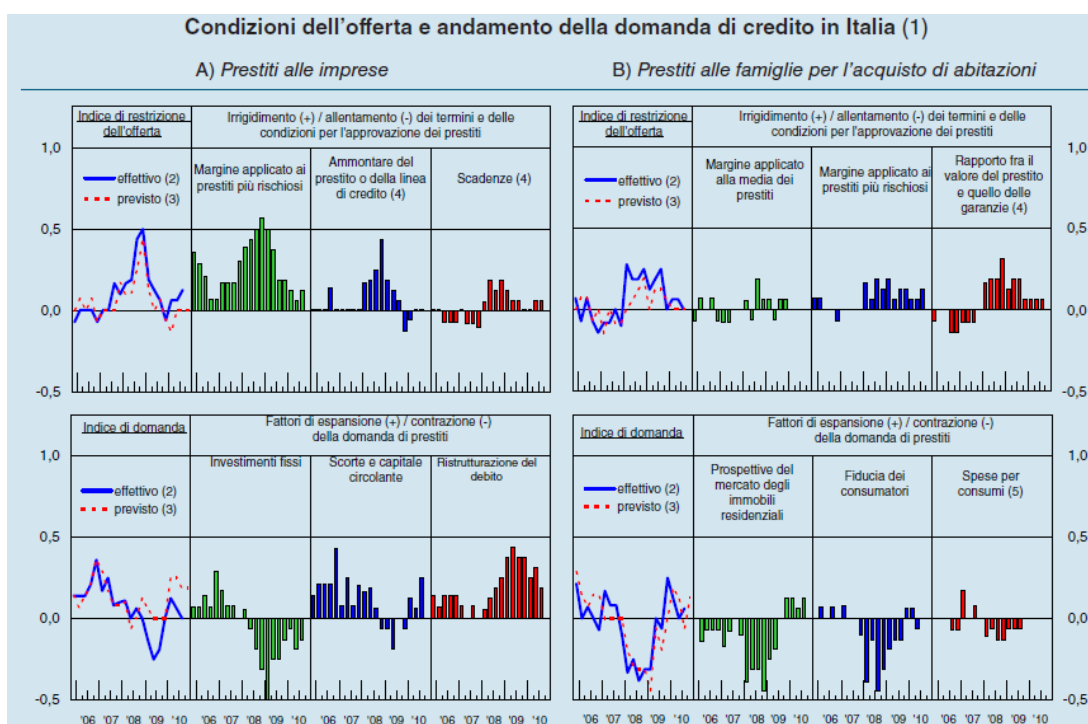 Condizioni dell'offerta e andamento della domanda di credito in Italia (1)
A) Prestiti alle imprese
B) Prestiti alle famiglie per l'acquisto di abitazioni
Indice di restrizione
dell'offerta
Irrigidimento (+) / allentamento (-) dei termini e delle
condizioni per l'approvazione dei prestiti
1,0
effettivo (2)
previsto (3)
Margine applicato ai
prestiti più rischiosi
Ammontare del
prestito o della linea
di credito (4)
Scadenze (4)
0,5
0,0
-0,5
Indice di restrizione
dell'offerta
Irrigidimento (+) / allentamento (-) dei termini e delle
condizioni per l'approvazione dei prestiti
effettivo (2)
previsto (3)
Margine applicato
alla media dei
prestiti
Margine applicato ai
prestiti più rischiosi
Rapporto fra il
valore del prestito
e quello delle
garanzie (4)
1,0
0,5
0,0
-0,5
Indice di domanda
Fattori di espansione (+) / contrazione (-)
della domanda di prestiti
1,0
effettivo (2)
previsto (3)
Investimenti fissi
Scorte e capitale
circolante
Ristrutturazione del
debito
0,5
0,0
-0,5
'06 '07 '08 '09 '10
'06 '07 '08 '09 '10
'06 '07 '08 '09 '10
'06 '07 '08 '09 '10
Indice di domanda
Fattori di espansione (+) / contrazione (-)
della domanda di prestiti
effettivo (2)
previsto (3)
Prospettive del
mercato degli
immobili
residenziali
Fiducia dei
consumatori
Spese per
consumi (5)
1,0
0,5
0,0
-0,5
'06 '07 '08 '09 '10
'06 '07 '08 '09 '10
'06 '07 '08 '09 '10
'06 '07 '08 '09 '10